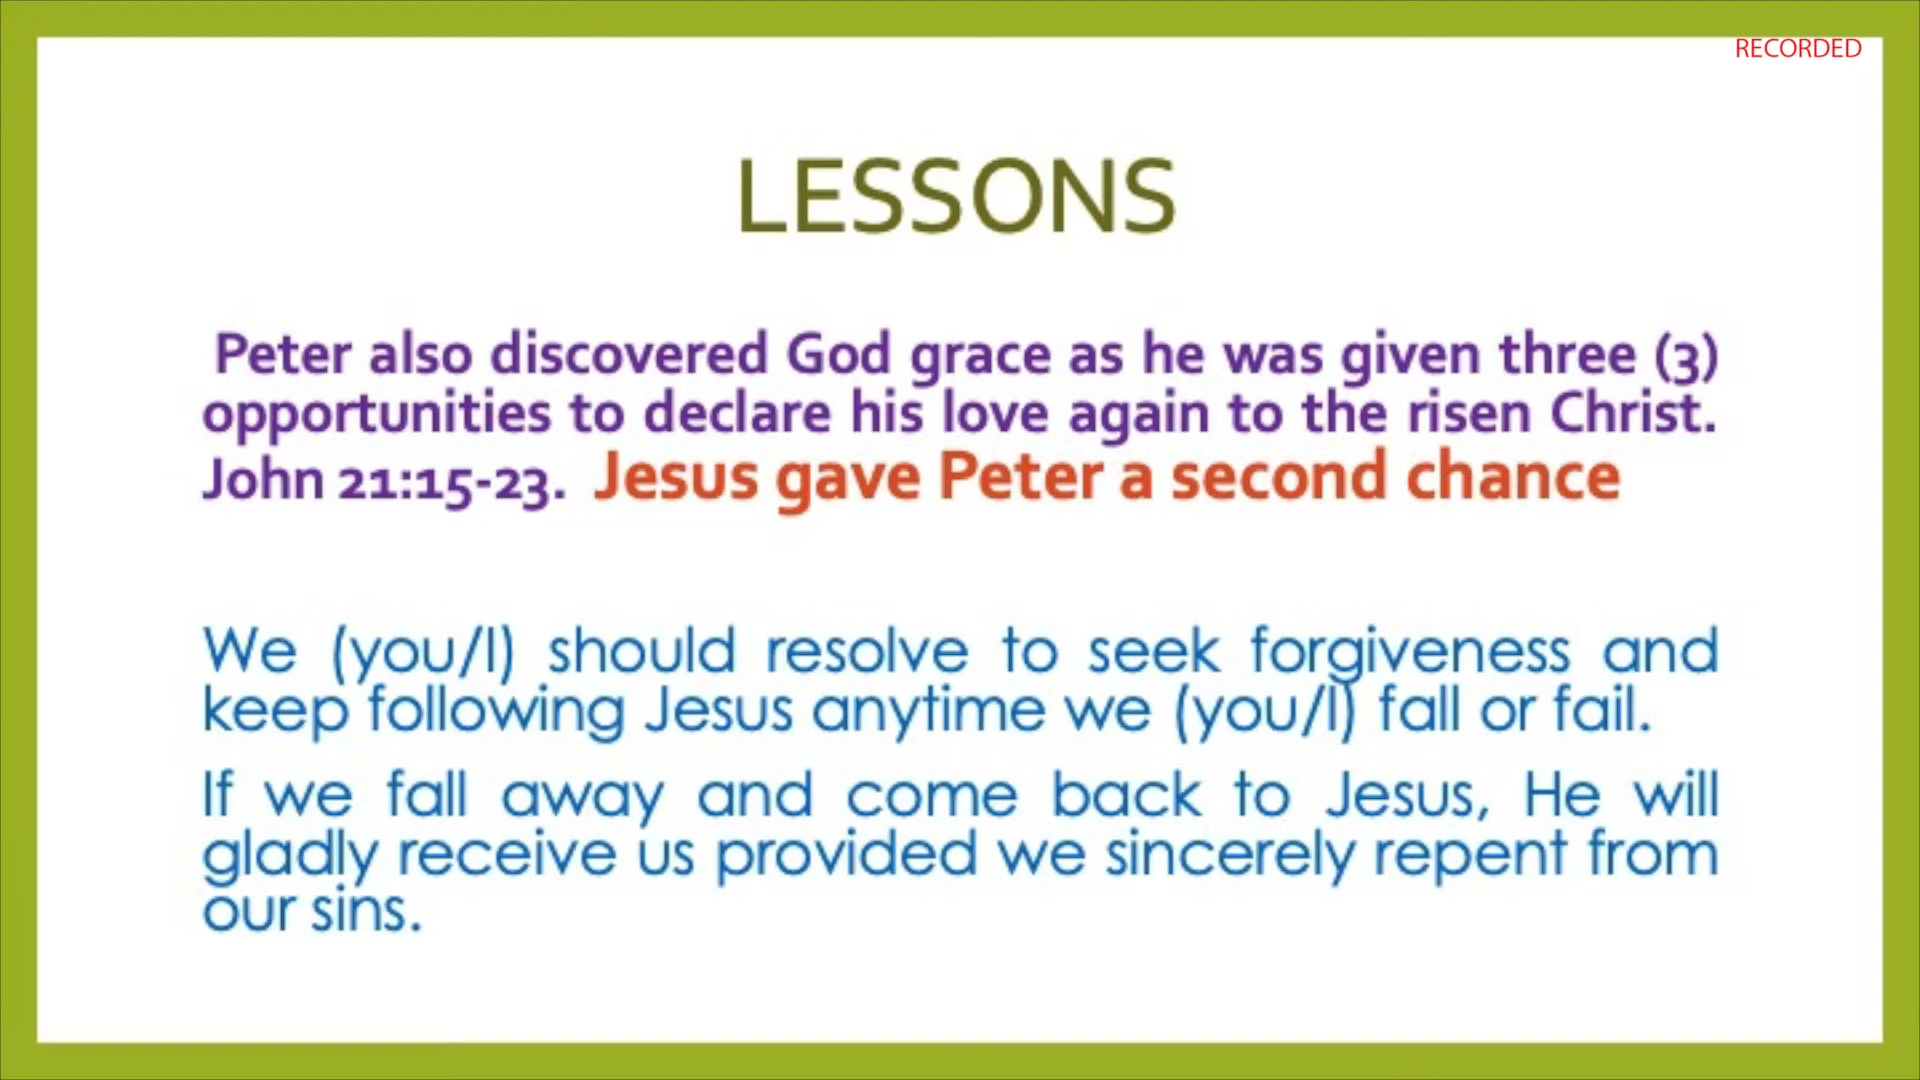 RECORDED
LESSONS
Peter also discovered God grace as he was given three (3)
opportunities to declare his love again to the risen Christ.
John 21:15-23. Jesus gave Peter a second chance
We (you/I) should resolve to seek forgiveness and
keep following Jesus anytime we (you/I) fall or fail.
If we fall away and come back to Jesus, He will
gladly receive us provided we sincerely repent from
our sins.